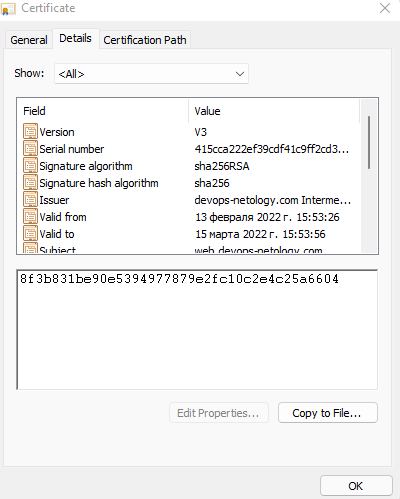 Certificate
General Details Certification Path
Show: <All>
Field Value
Version V3
Serial number 415cca222ef39cdf41c9ff2cd3...
Signature algorithm sha256RSA
Signature hash algorithm sha256
Issuer devops-netology.com Interme...
Valid from 13 февраля 2022 г. 15:53:26
Valid to 15 марта 2022 г. 15:53:56
Subject web.devops-netology.com
8f3b831be90e5394977879e2fc10c2e4c25a6604
Edit Properties... Copy to File...
OK